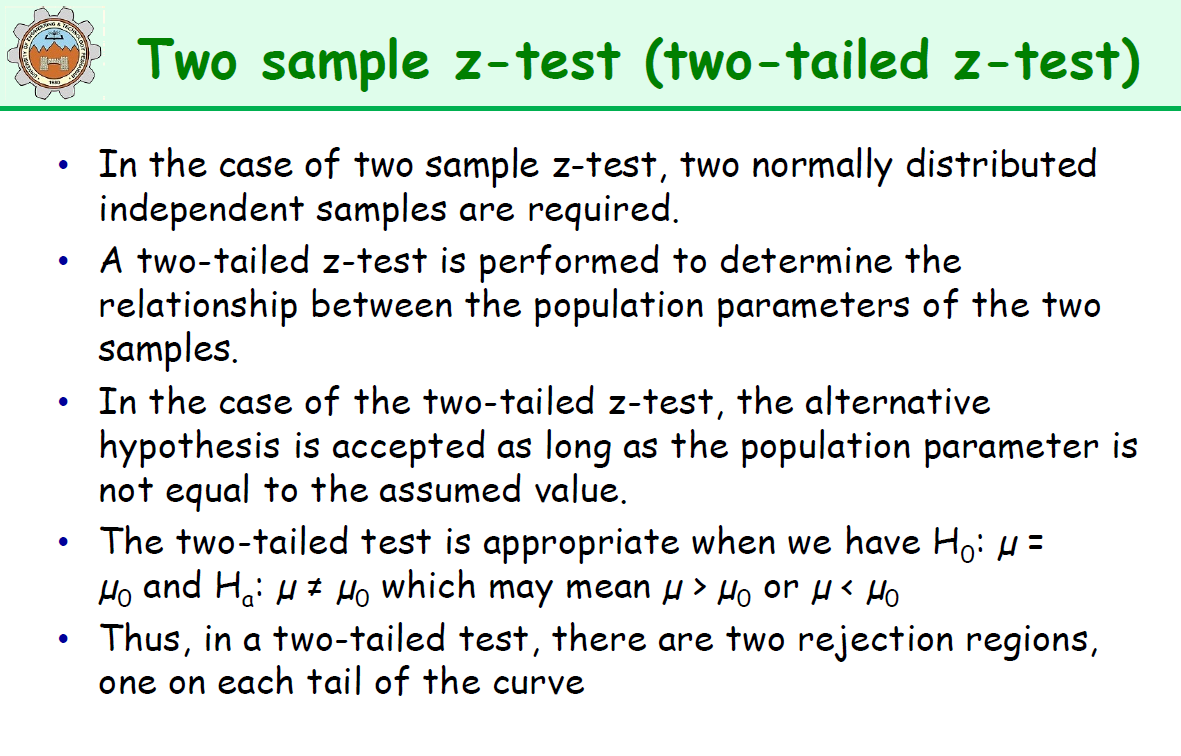 Two sample z-test (two-tailed z-test)
• In the case of two sample z-test, two normally distributed
independent samples are required.
• A two-tailed z-test is performed to determine the
relationship between the population parameters of the two
samples.
• In the case of the two-tailed z-test, the alternative
hypothesis is accepted as long as the population parameter is
not equal to the assumed value.
• The two-tailed test is appropriate when we have H₀: μ =
μ₀ and Hₐ: μ ≠ μ₀ which may mean μ > μ₀ or μ < μ₀
• Thus, in a two-tailed test, there are two rejection regions,
one on each tail of the curve